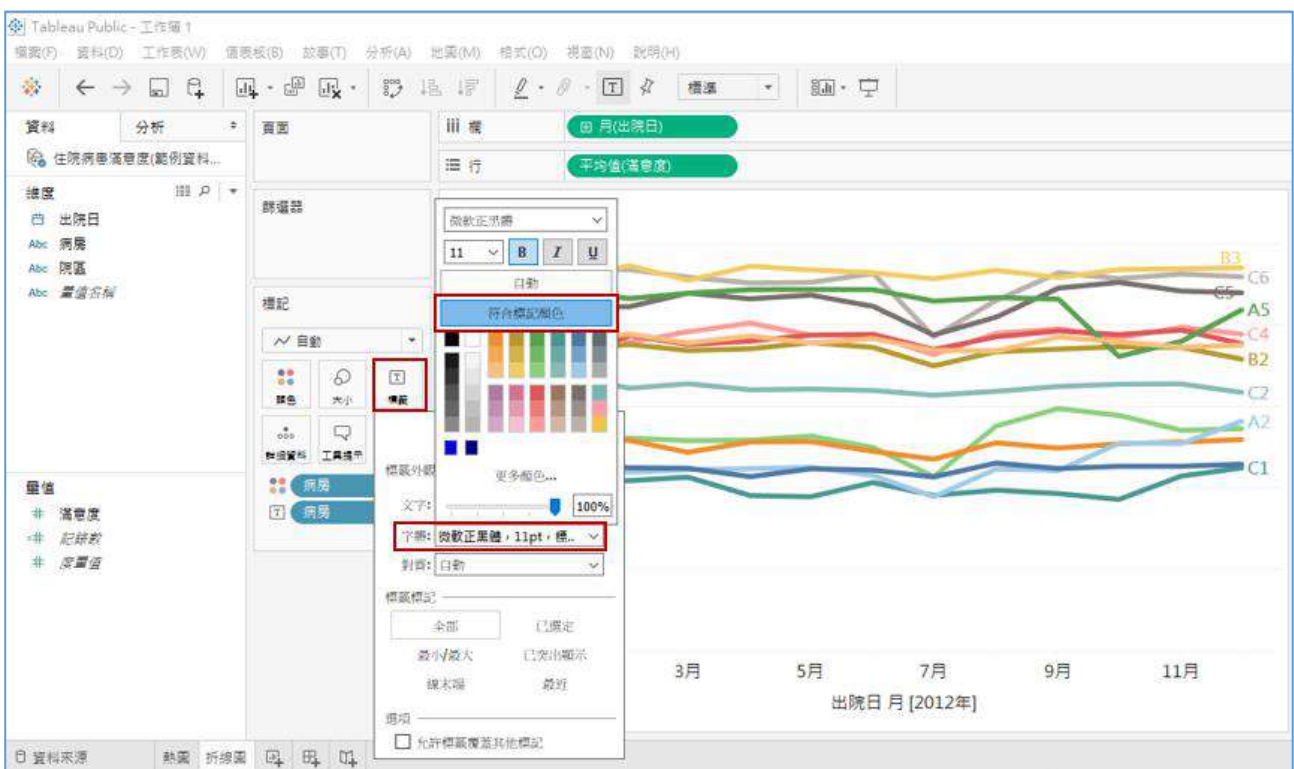 Tableau Public - 工作簿 1
檔案(F) 資料(D) 工作表(W) 儀表板(B) 故事(T) 分析(A) 地圖(M) 格式(O) 視窗(N) 說明(H)
標準
資料 分析
頁面
iii 欄
月(出院日)
住院病患滿意度(範例資料...
行
平均值(滿意度)
維度
出院日
Abc 病房
Abc 院區
Abc 量值名稱
篩選器
微軟正黑體
11 B I U
自動
符合標記顏色
標記
自動
顏色 大小 標籤
詳細資料 工具提示
病房
病房
更多顏色...
標籤外觀
文字:
100%
字體: 微軟正黑體,11pt,標...
對齊: 自動
標籤標記
全部 已選定
最小/最大 已突出顯示
線末端 最近
選項
允許標籤覆蓋其他標記
量值
滿意度
記錄數
度量值
B3
C6
C5
A5
C4
B2
C2
A2
C1
3月 5月 7月 9月 11月
出院日 月 [2012年]
資料來源 熱圖 折線圖